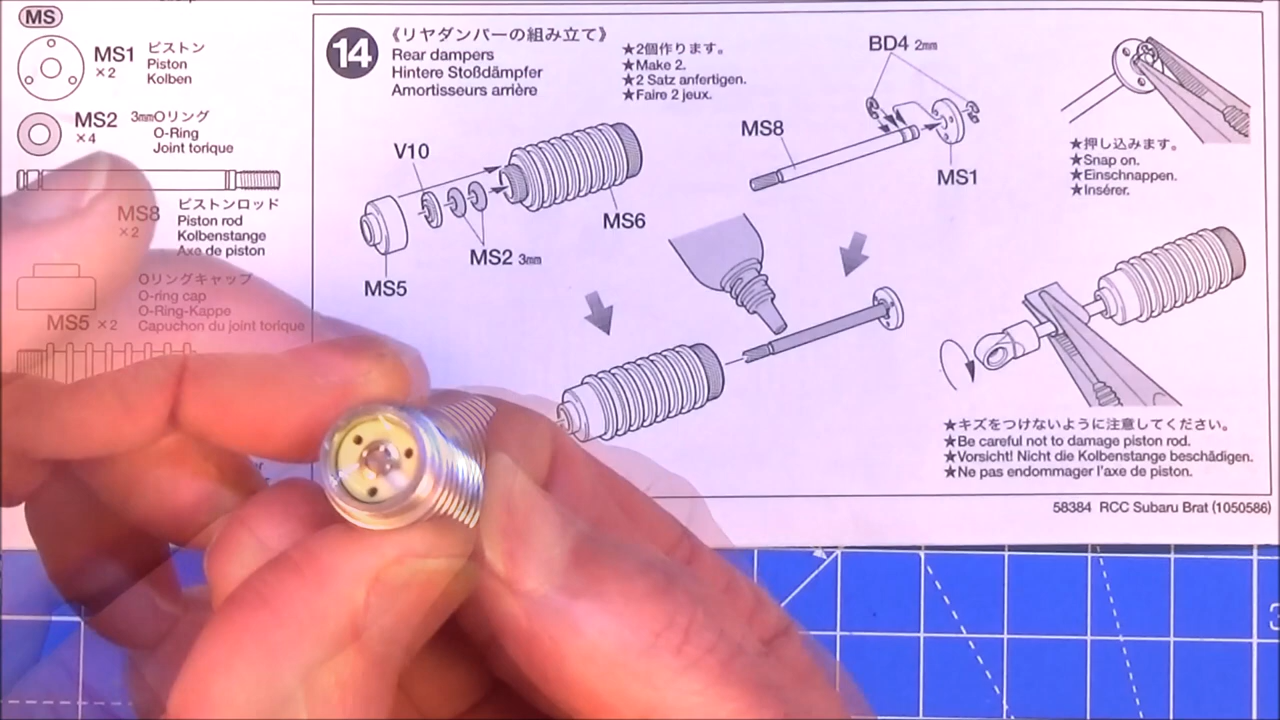 MS
MS1
×2
ピストン
Piston
Kolben
MS2
×4
3mmOリング
O-Ring
Joint torique
MS8
×2
ピストンロッド
Piston rod
Kolbenstange
Axe de piston
MS5 ×2
Oリングキャップ
O-ring cap
O-Ring-Kappe
Capuchon du joint torique
14
《リヤダンパーの組み立て》
Rear dampers
Hintere Stoßdämpfer
Amortisseurs arrière
★2個作ります。
★Make 2.
★2 Satz anfertigen.
★Faire 2 jeux.
V10
MS6
MS2 3mm
MS5
BD4 2mm
MS8
MS1
★押し込みます。
★Snap on.
★Einschnappen.
★Insérer.
★キズをつけないように注意してください。
★Be careful not to damage piston rod.
★Vorsicht! Nicht die Kolbenstange beschädigen.
★Ne pas endommager l'axe de piston.
58384 RCC Subaru Brat (1050586)